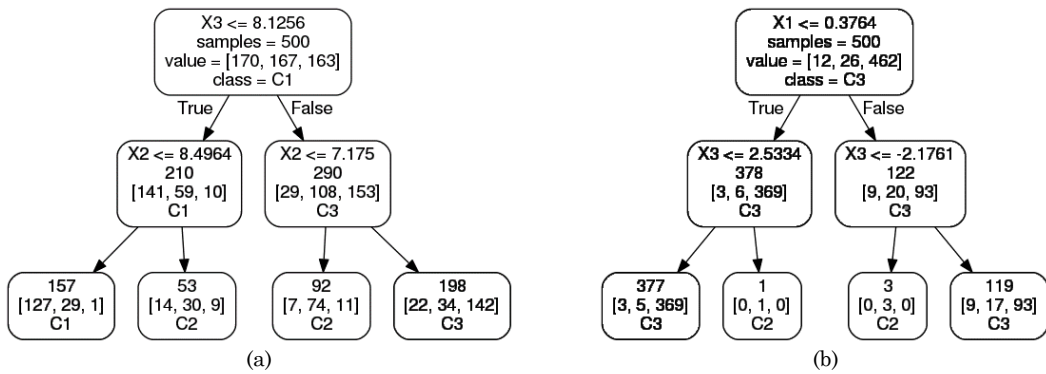 X3 <= 8.1256
samples = 500
value = [170, 167, 163]
class = C1
True
False
X2 <= 8.4964
210
[141, 59, 10]
C1
X2 <= 7.175
290
[29, 108, 153]
C3
157
[127, 29, 1]
C1
53
[14, 30, 9]
C2
92
[7, 74, 11]
C2
198
[22, 34, 142]
C3
(a)
X1 <= 0.3764
samples = 500
value = [12, 26, 462]
class = C3
True
False
X3 <= 2.5334
378
[3, 6, 369]
C3
X3 <= -2.1761
122
[9, 20, 93]
C3
377
[3, 5, 369]
C3
1
[0, 1, 0]
C2
3
[0, 3, 0]
C2
119
[9, 17, 93]
C3
(b)